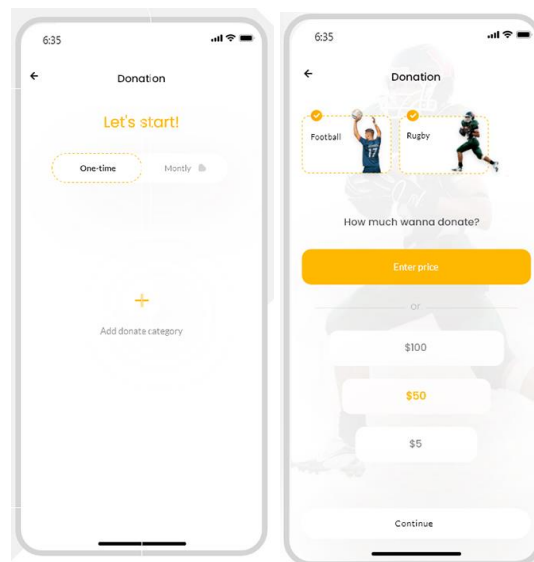 6:35
Donation
Let's start!
One-time Montly
Add donate category
6:35
Donation
Football Rugby
17
How much wanna donate?
Enter price
or
$100
$50
$5
Continue